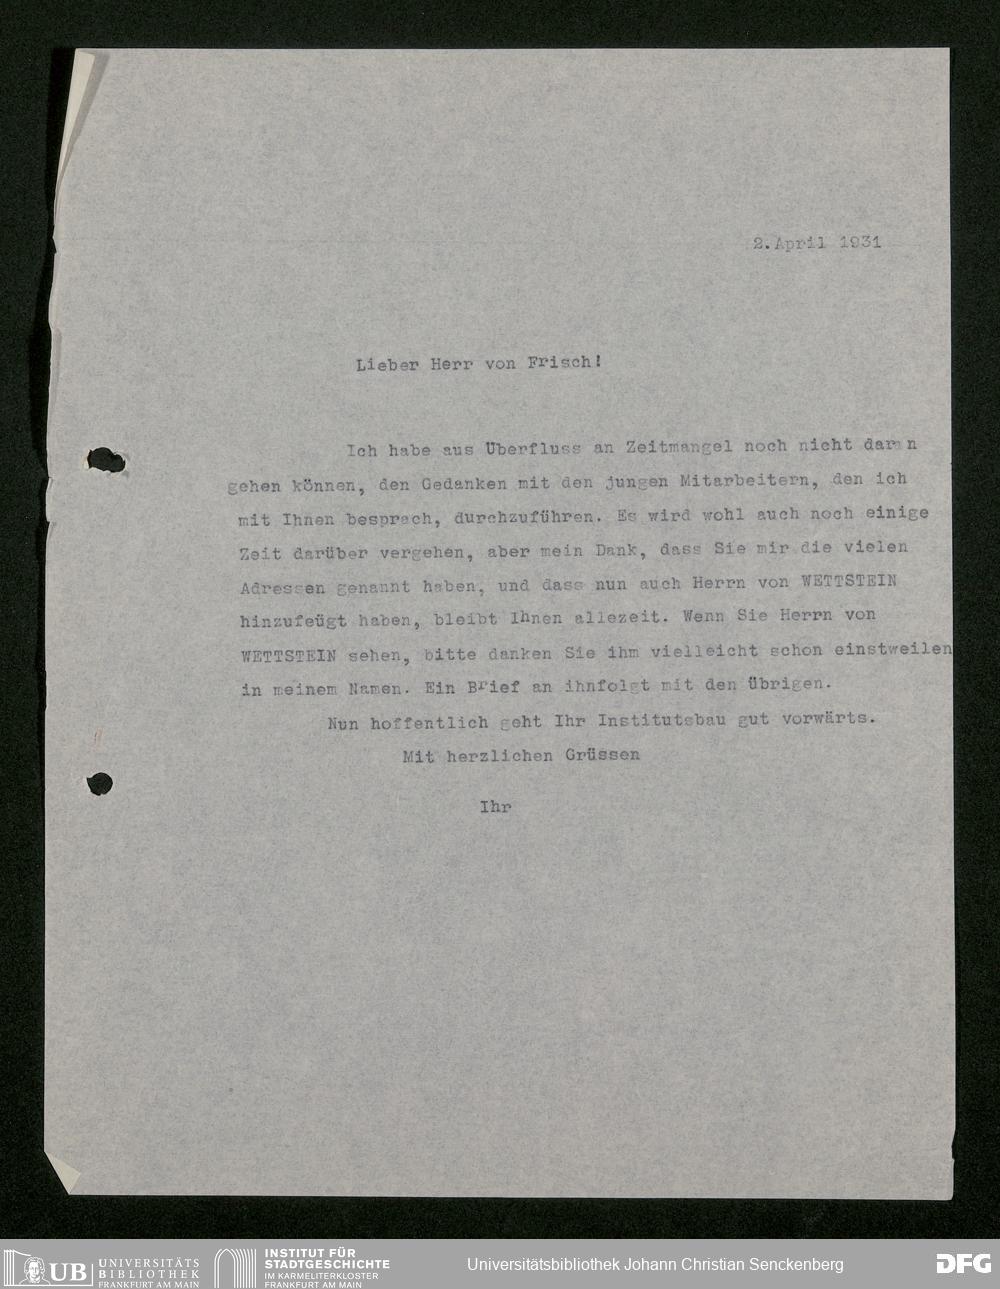 2.April 1931
Lieber Herr von Frisch!
Ich habe aus Überfluss an Zeitmangel noch nicht daran
gehen können, den Gedanken mit den jungen Mitarbeitern, den ich
mit Ihnen besprach, durchzuführen. Es wird wohl auch noch einige
Zeit darüber vergehen, aber mein Dank, dass Sie mir die vielen
Adressen genannt haben, und dass nun auch Herrn von WETTSTEIN
hinzufeügt haben, bleibt Ihnen allezeit. Wenn Sie Herrn von
WETTSTEIN sehen, bitte danken Sie ihm vielleicht schon einstweilen
in meinem Namen. Ein Brief an ihnfolgt mit den übrigen.
Nun hoffentlich geht Ihr Institutsbau gut vorwärts.
Mit herzlichen Grüssen
Ihr
UB UNIVERSITÄTS
BIBLIOTHEK
FRANKFURT AM MAIN
INSTITUT FÜR
STADTGESCHICHTE
IM KARMELITERKLOSTER
FRANKFURT AM MAIN
Universitätsbibliothek Johann Christian Senckenberg
DFG